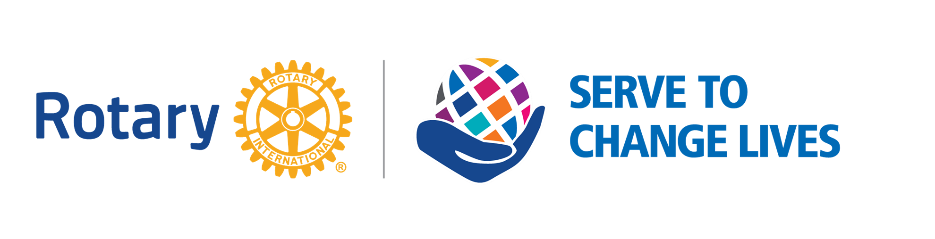 Rotary
ROTARY
INTERNATIONAL
®
SERVE TO
CHANGE LIVES